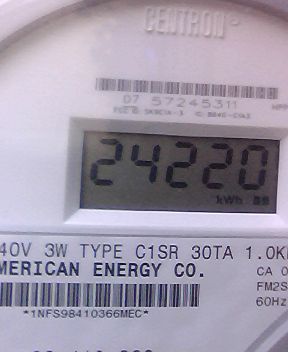 CENTRON
07 57245311
24220
kWh
40V 3W TYPE C1SR 30TA 1.0K
MERICAN ENERGY CO.
CA 0
FM2S
60Hz
*1NFS98410366MEC*